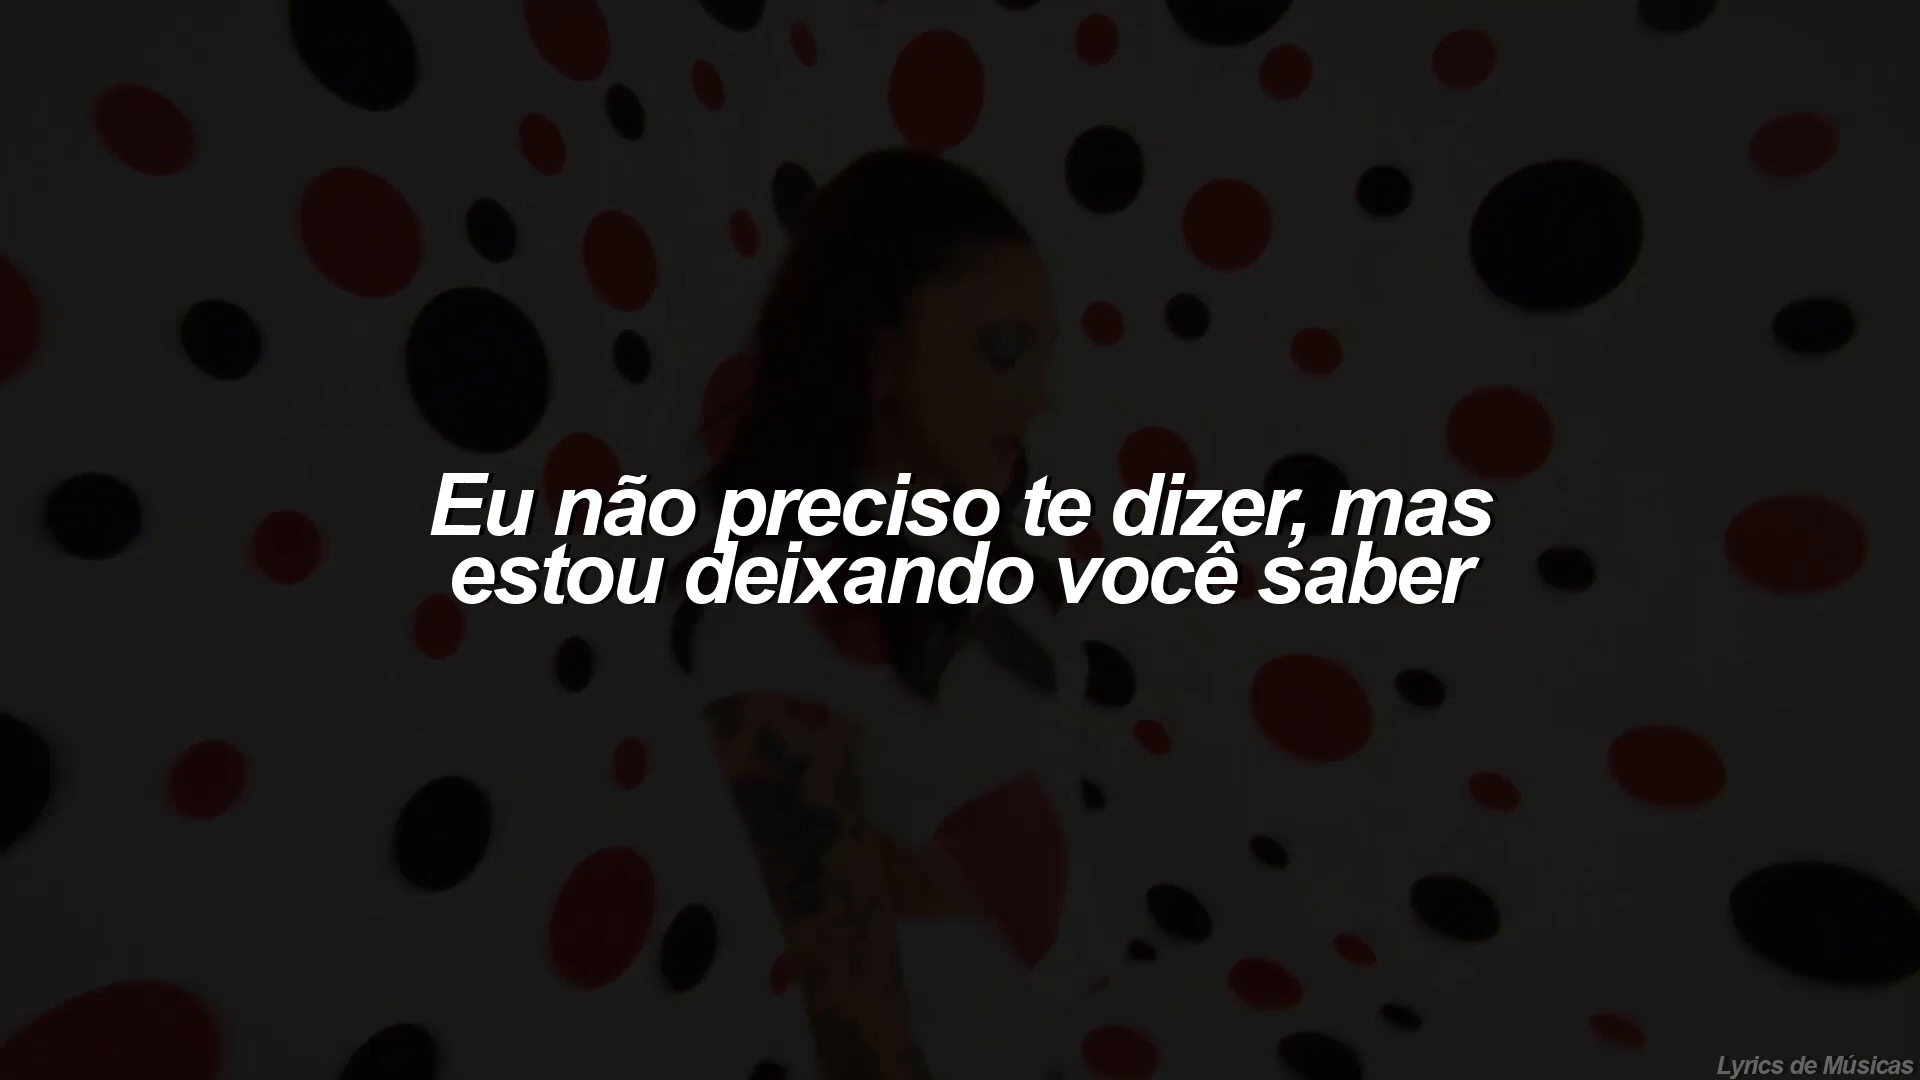 Eu não preciso te dizer, mas
estou deixando você saber
Lyrics de Músicas